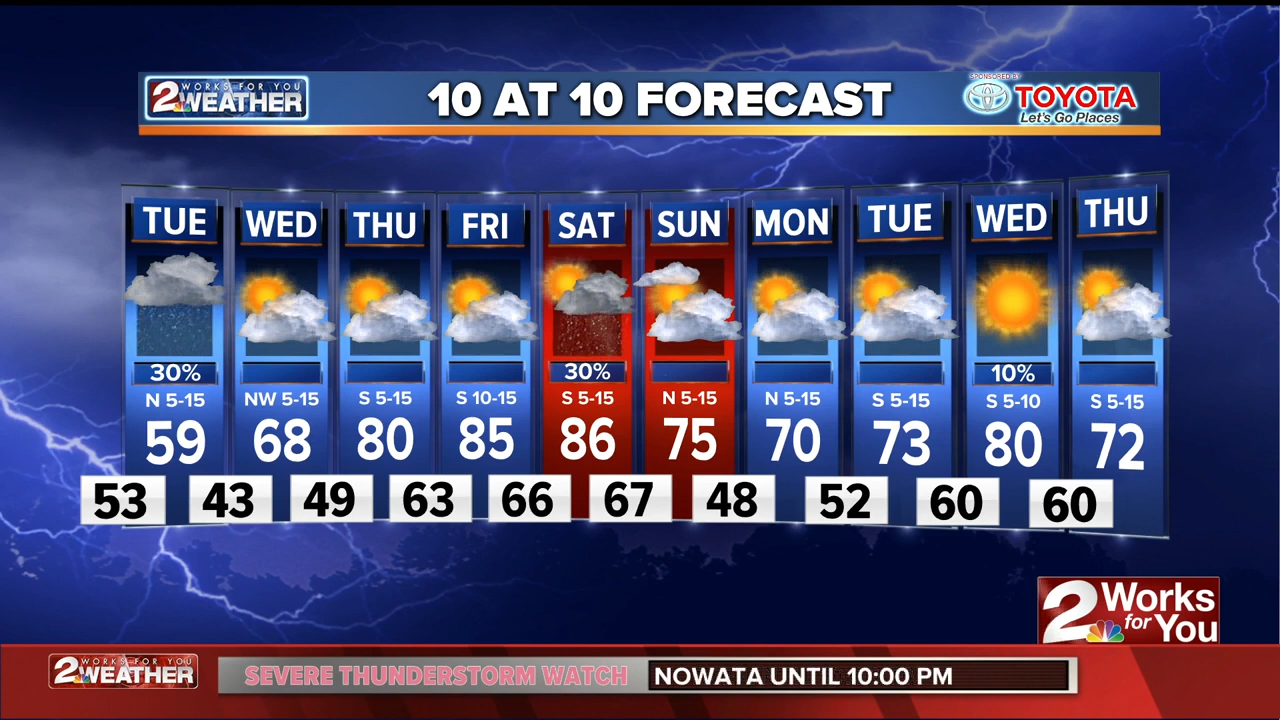 2 WORKS FOR YOU
WEATHER
10 AT 10 FORECAST
SPONSORED BY
TOYOTA
Let's Go Places
TUE WED THU FRI SAT SUN MON TUE WED THU
30% 30% 10%
N 5-15 NW 5-15 S 5-15 S 10-15 S 5-15 N 5-15 N 5-15 S 5-15 S 5-10 S 5-15
59 68 80 85 86 75 70 73 80 72
53 43 49 63 66 67 48 52 60 60
2 Works
for You
2 WORKS FOR YOU
WEATHER
SEVERE THUNDERSTORM WATCH NOWATA UNTIL 10:00 PM